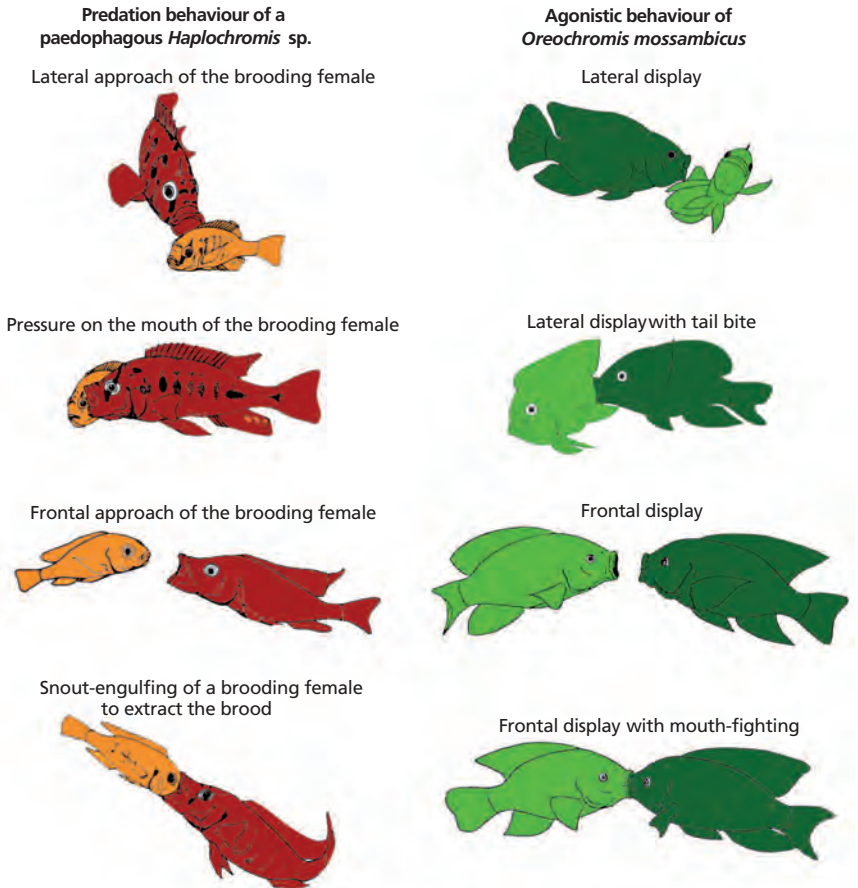 Predation behaviour of a
paedophagous Haplochromis sp.
Lateral approach of the brooding female
Pressure on the mouth of the brooding female
Frontal approach of the brooding female
Snout-engulfing of a brooding female
to extract the brood
Agonistic behaviour of
Oreochromis mossambicus
Lateral display
Lateral display with tail bite
Frontal display
Frontal display with mouth-fighting